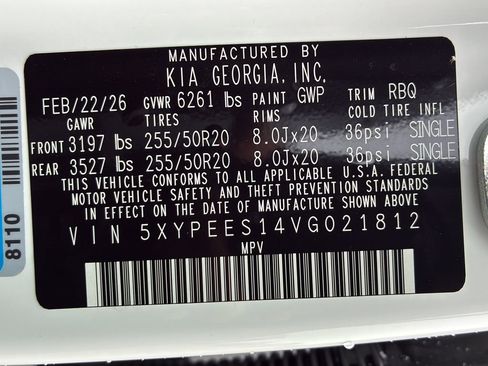 MANUFACTURED BY
KIA GEORGIA, INC.
FEB/22/26 GVWR 6261 lbs PAINT GWP TRIM RBQ
GAWR TIRES RIMS COLD TIRE INFL
FRONT 3197 lbs 255/50R20 8.0Jx20 36psi SINGLE
REAR 3527 lbs 255/50R20 8.0Jx20 36psi SINGLE
THIS VEHICLE CONFORMS TO ALL APPLICABLE U.S.A. FEDERAL
MOTOR VEHICLE SAFETY AND THEFT PREVENTION STANDARDS
IN EFFECT ON THE DATE OF MANUFACTURE SHOWN ABOVE.
VIN 5XYPEES14VG021812
MPV
8110